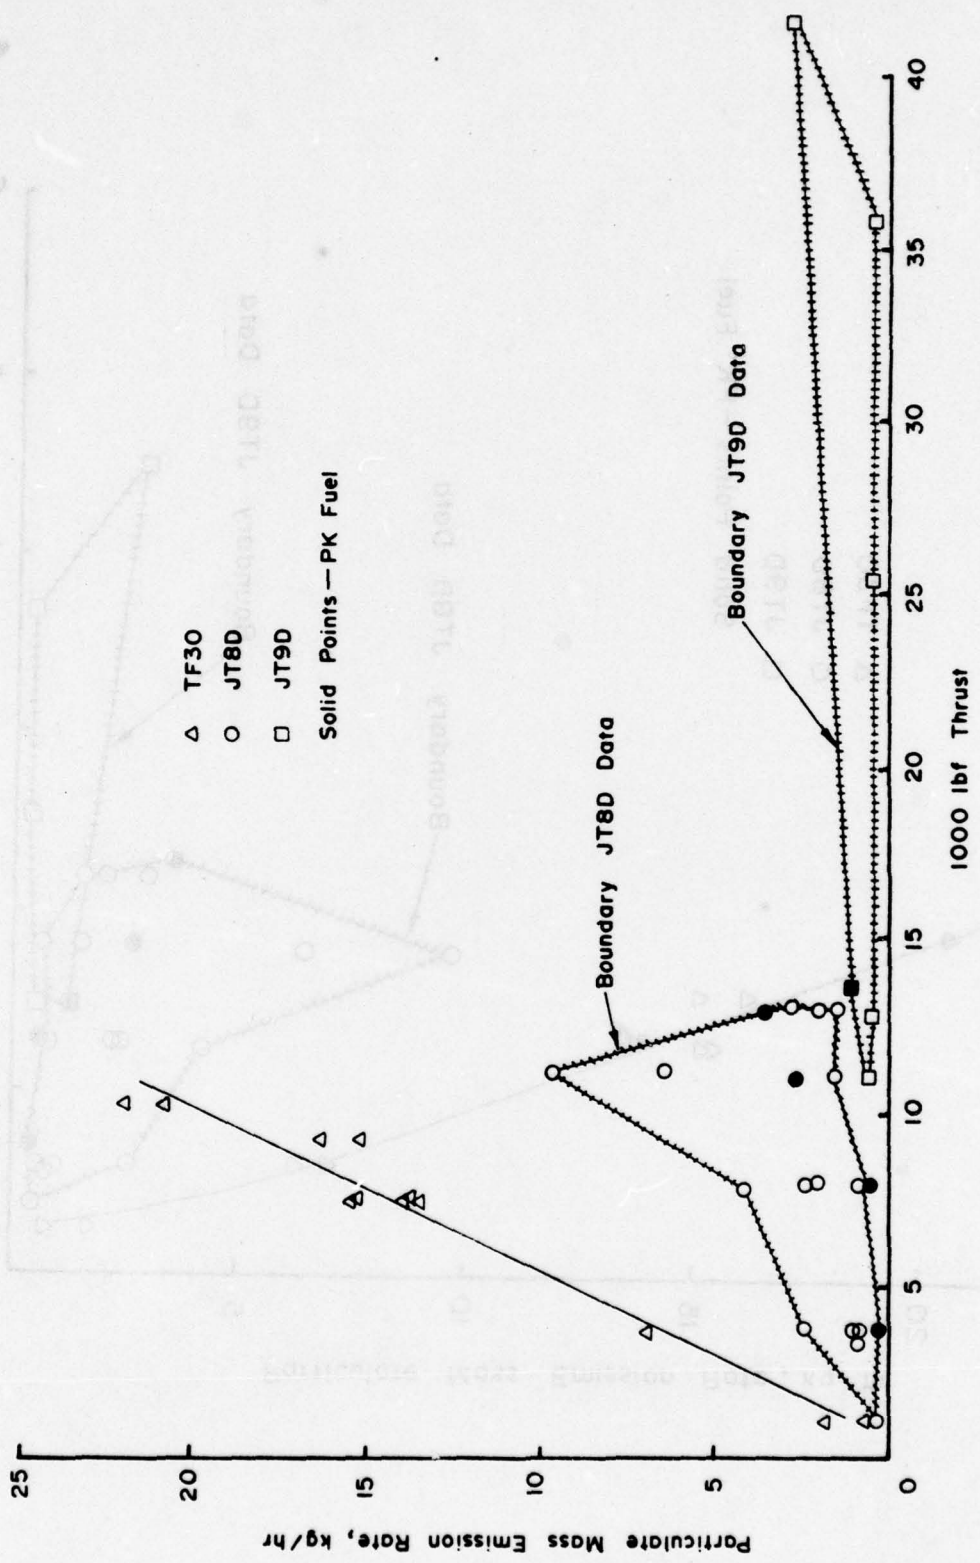 Particulate Mass Emission Rate, kg/hr
25
20
15
10
5
0
△ TF30
○ JT8D
□ JT9D
Solid Points — PK Fuel
Boundary JT8D Data
Boundary JT9D Data
5
10
15
20
25
30
35
40
1000 lbf Thrust